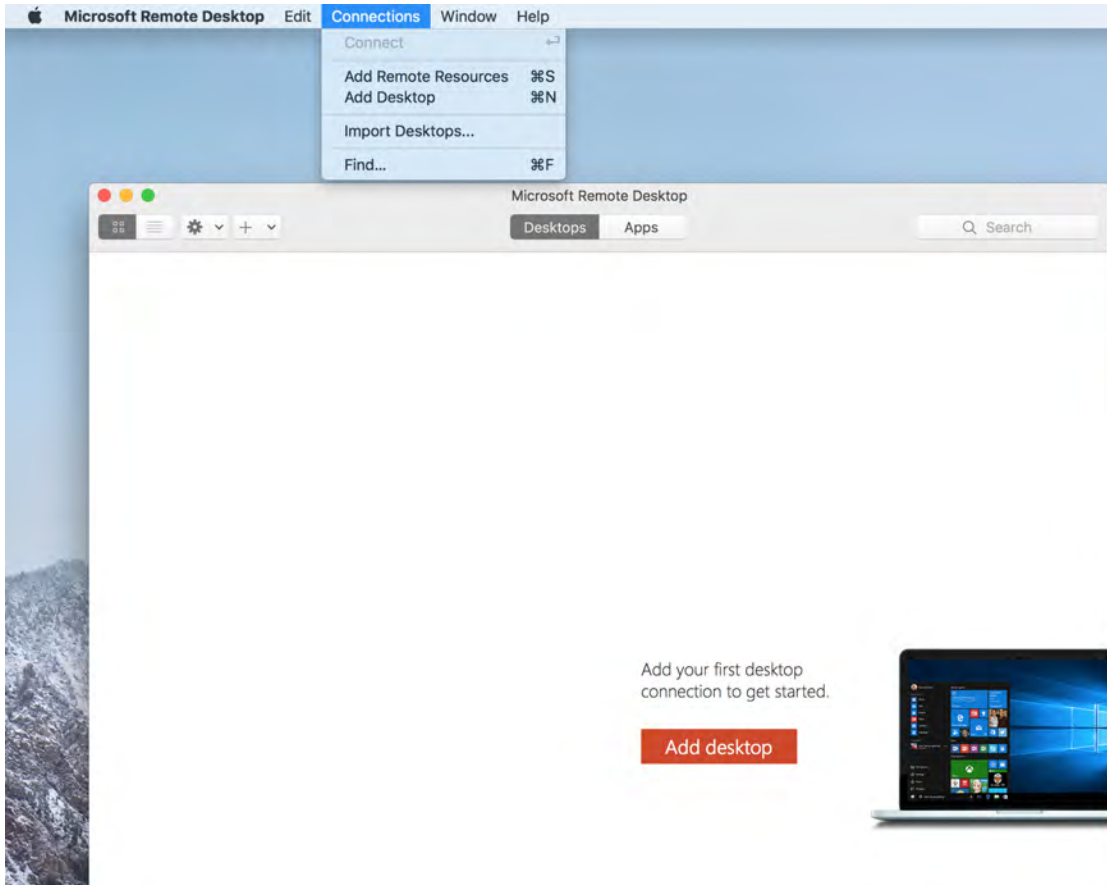 Microsoft Remote Desktop Edit Connections Window Help
Connect ⏎
Add Remote Resources ⌘S
Add Desktop ⌘N
Import Desktops...
Find... ⌘F
Microsoft Remote Desktop
Desktops Apps Search
Add your first desktop
connection to get started.
Add desktop